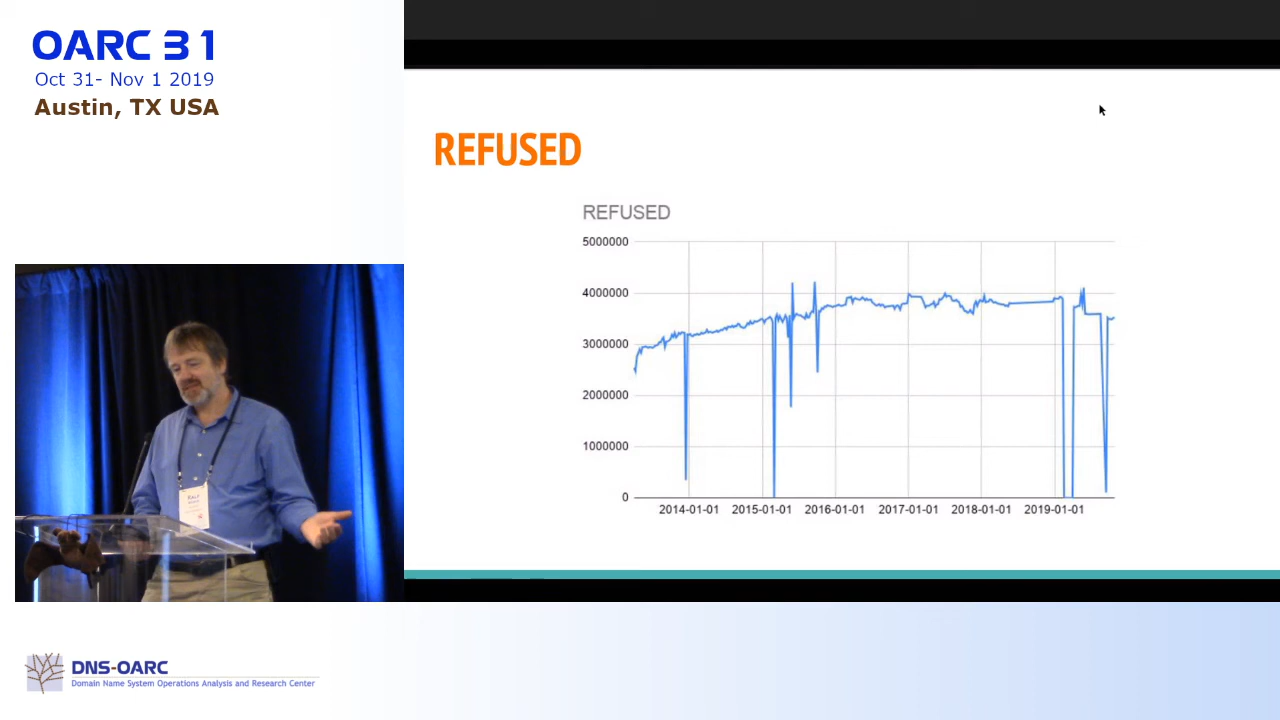 OARC 31
Oct 31- Nov 1 2019
Austin, TX USA
REFUSED
REFUSED
5000000
4000000
3000000
2000000
1000000
0
2014-01-01 2015-01-01 2016-01-01 2017-01-01 2018-01-01 2019-01-01
DNS-OARC
Domain Name System Operations Analysis and Research Center